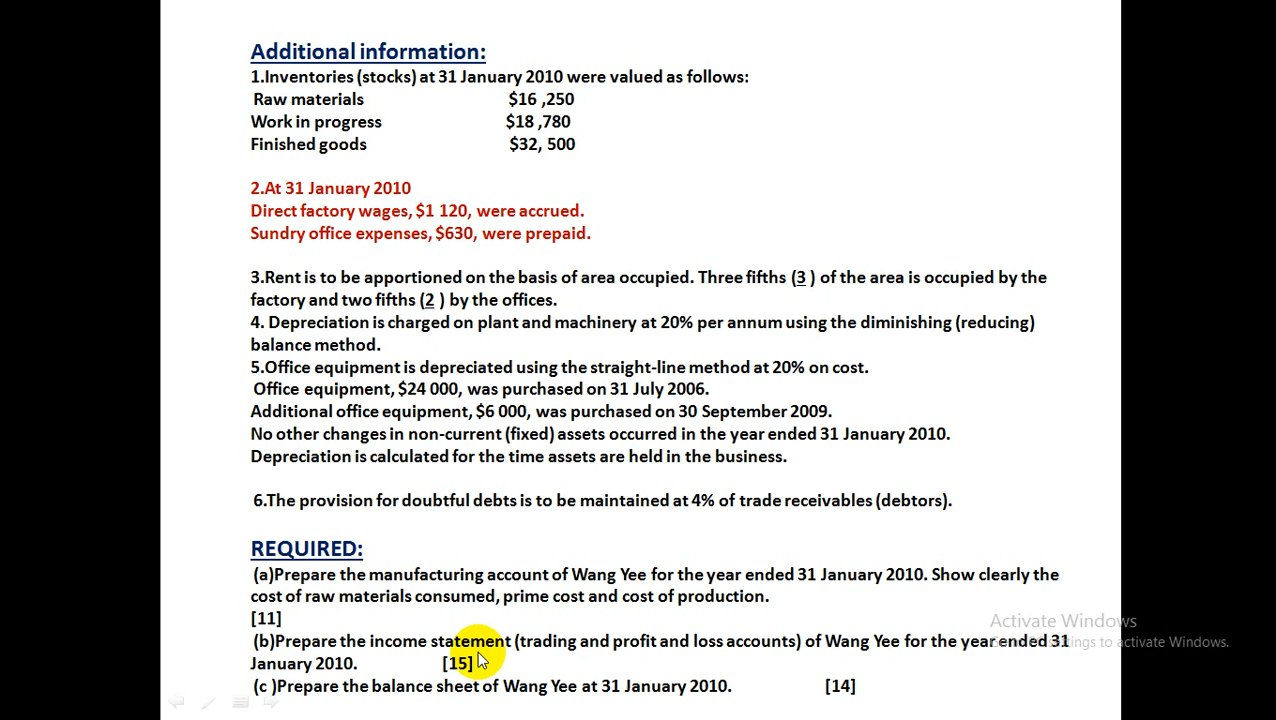 Additional information:
1.Inventories (stocks) at 31 January 2010 were valued as follows:
Raw materials $16 ,250
Work in progress $18 ,780
Finished goods $32, 500
2.At 31 January 2010
Direct factory wages, $1 120, were accrued.
Sundry office expenses, $630, were prepaid.
3.Rent is to be apportioned on the basis of area occupied. Three fifths (3 ) of the area is occupied by the
factory and two fifths (2 ) by the offices.
4. Depreciation is charged on plant and machinery at 20% per annum using the diminishing (reducing)
balance method.
5.Office equipment is depreciated using the straight-line method at 20% on cost.
Office equipment, $24 000, was purchased on 31 July 2006.
Additional office equipment, $6 000, was purchased on 30 September 2009.
No other changes in non-current (fixed) assets occurred in the year ended 31 January 2010.
Depreciation is calculated for the time assets are held in the business.
6.The provision for doubtful debts is to be maintained at 4% of trade receivables (debtors).
REQUIRED:
(a)Prepare the manufacturing account of Wang Yee for the year ended 31 January 2010. Show clearly the
cost of raw materials consumed, prime cost and cost of production.
[11]
Activate Windows
(b)Prepare the income statement (trading and profit and loss accounts) of Wang Yee for the year ended 31
settings to activate Windows.
January 2010. [15]
(c )Prepare the balance sheet of Wang Yee at 31 January 2010. [14]